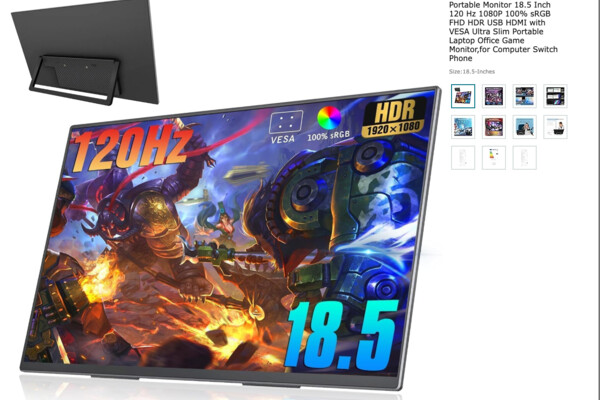 Portable Monitor 18.5 Inch
120 Hz 1080P 100% sRGB
FHD HDR USB HDMI with
VESA Ultra Slim Portable
Laptop Office Game
Monitor,for Computer Switch
Phone
Size:18.5-Inches
120Hz
VESA
100% sRGB
HDR
1920×1080
18.5